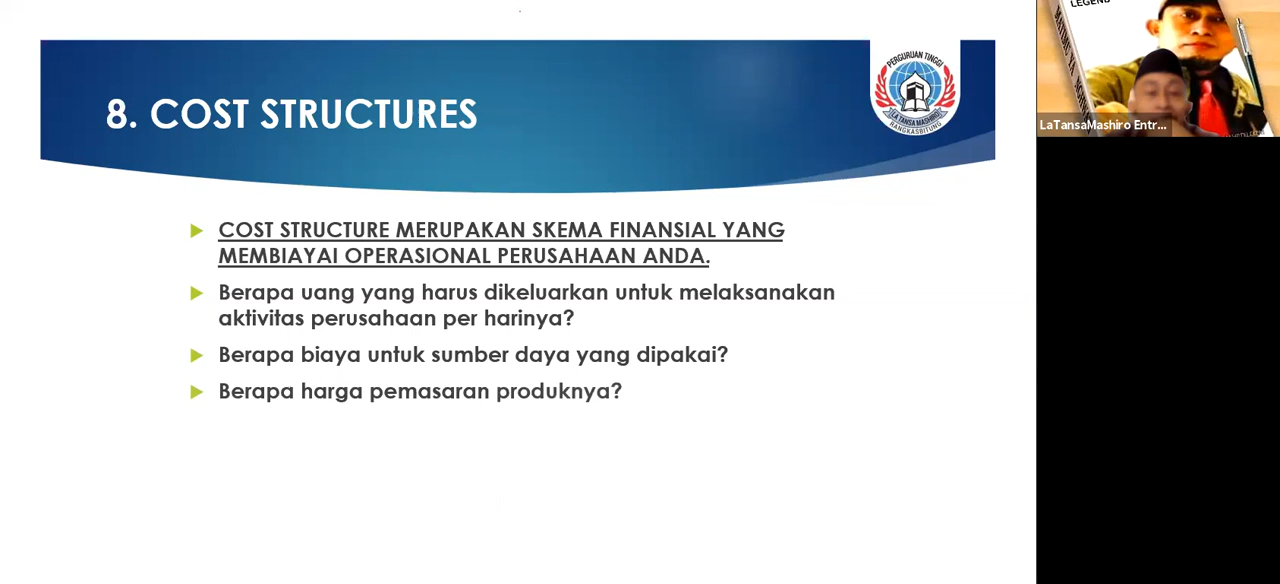 8. COST STRUCTURES
PERGURUAN TINGGI
LA TANSA MASHIRO
RANGKASBITUNG
COST STRUCTURE MERUPAKAN SKEMA FINANSIAL YANG
MEMBIAYAI OPERASIONAL PERUSAHAAN ANDA.
Berapa uang yang harus dikeluarkan untuk melaksanakan
aktivitas perusahaan per harinya?
Berapa biaya untuk sumber daya yang dipakai?
Berapa harga pemasaran produknya?
LEGEND
LaTansaMashiro Entr...